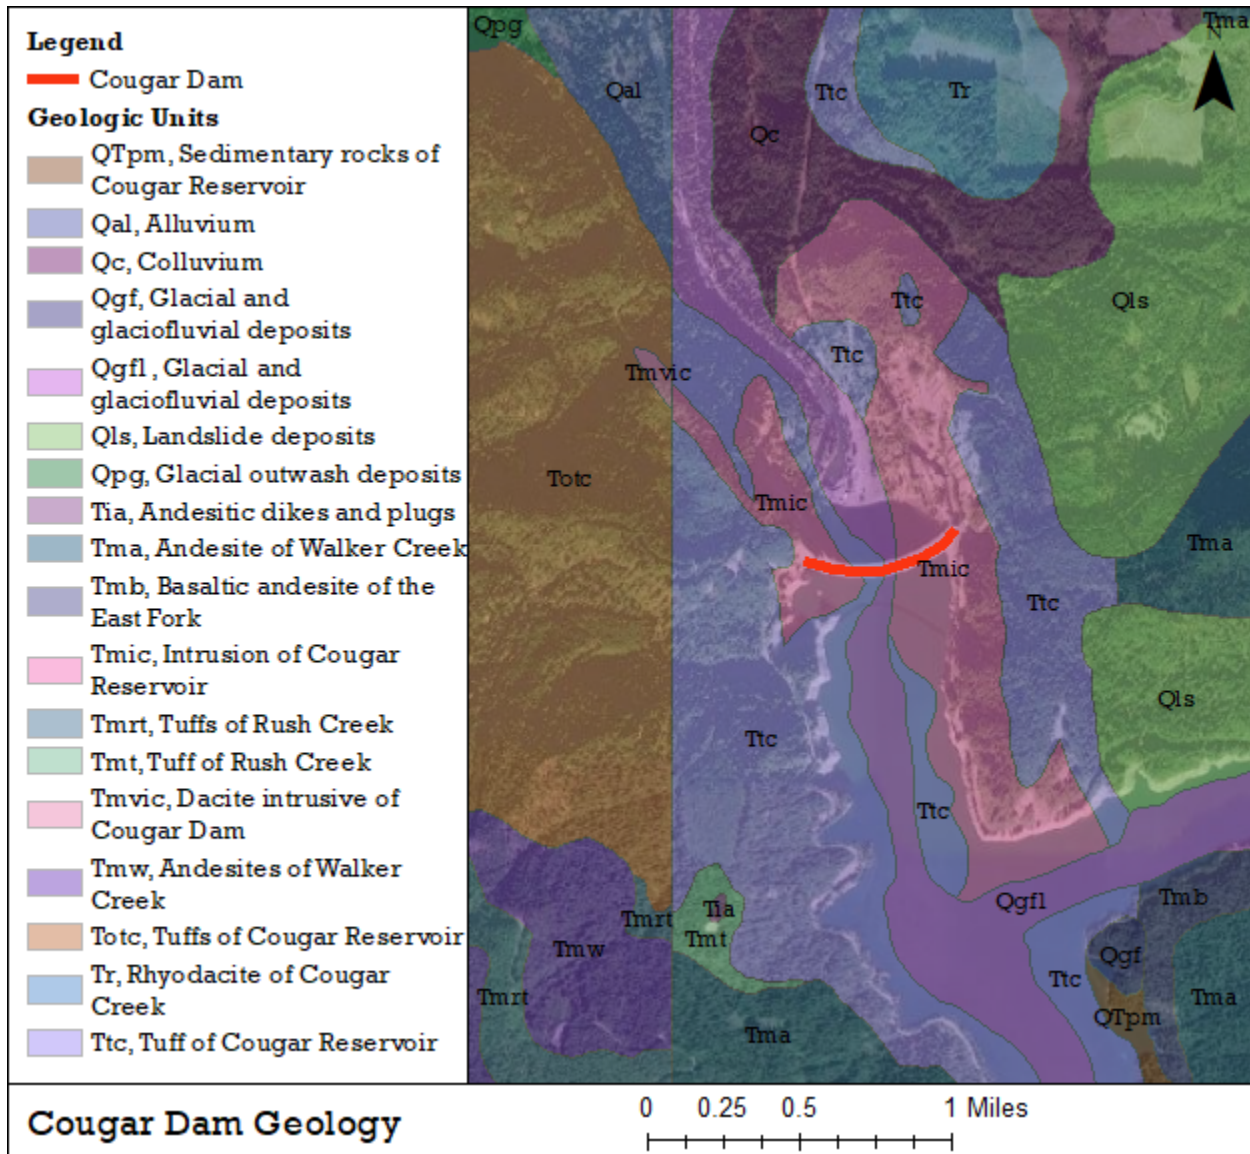 Legend
Cougar Dam
Geologic Units
QTpm, Sedimentary rocks of
Cougar Reservoir
Qal, Alluvium
Qc, Colluvium
Qgf, Glacial and
glaciofluvial deposits
Qgfl, Glacial and
glaciofluvial deposits
Qls, Landslide deposits
Qpg, Glacial outwash deposits
Tia, Andesitic dikes and plugs
Tma, Andesite of Walker Creek
Tmb, Basaltic andesite of the
East Fork
Tmic, Intrusion of Cougar
Reservoir
Tmrt, Tuffs of Rush Creek
Tmt, Tuff of Rush Creek
Tmvic, Dacite intrusive of
Cougar Dam
Tmw, Andesites of Walker
Creek
Totc, Tuffs of Cougar Reservoir
Tr, Rhyodacite of Cougar
Creek
Ttc, Tuff of Cougar Reservoir
Qpg
Tma
N
Qal
Ttc
Tr
Qc
Ttc
Qls
Ttc
Tmvic
Totc
Tmic
Tma
Tmic
Ttc
Qls
Ttc
Ttc
Qgfl
Tmb
Tia
Tmrt
Tmt
Tmw
Qgf
Ttc
Tmrt
Tma
QTpm
Tma
Cougar Dam Geology
0 0.25 0.5 1 Miles